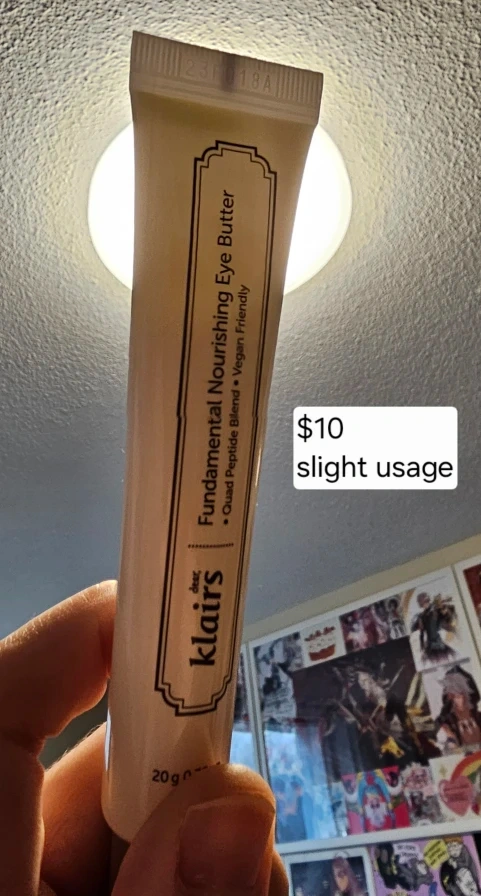 Fundamental Nourishing Eye Butter
• Quad Peptide Blend • Vegan Friendly
dear,
klairs
20g
$10
slight usage